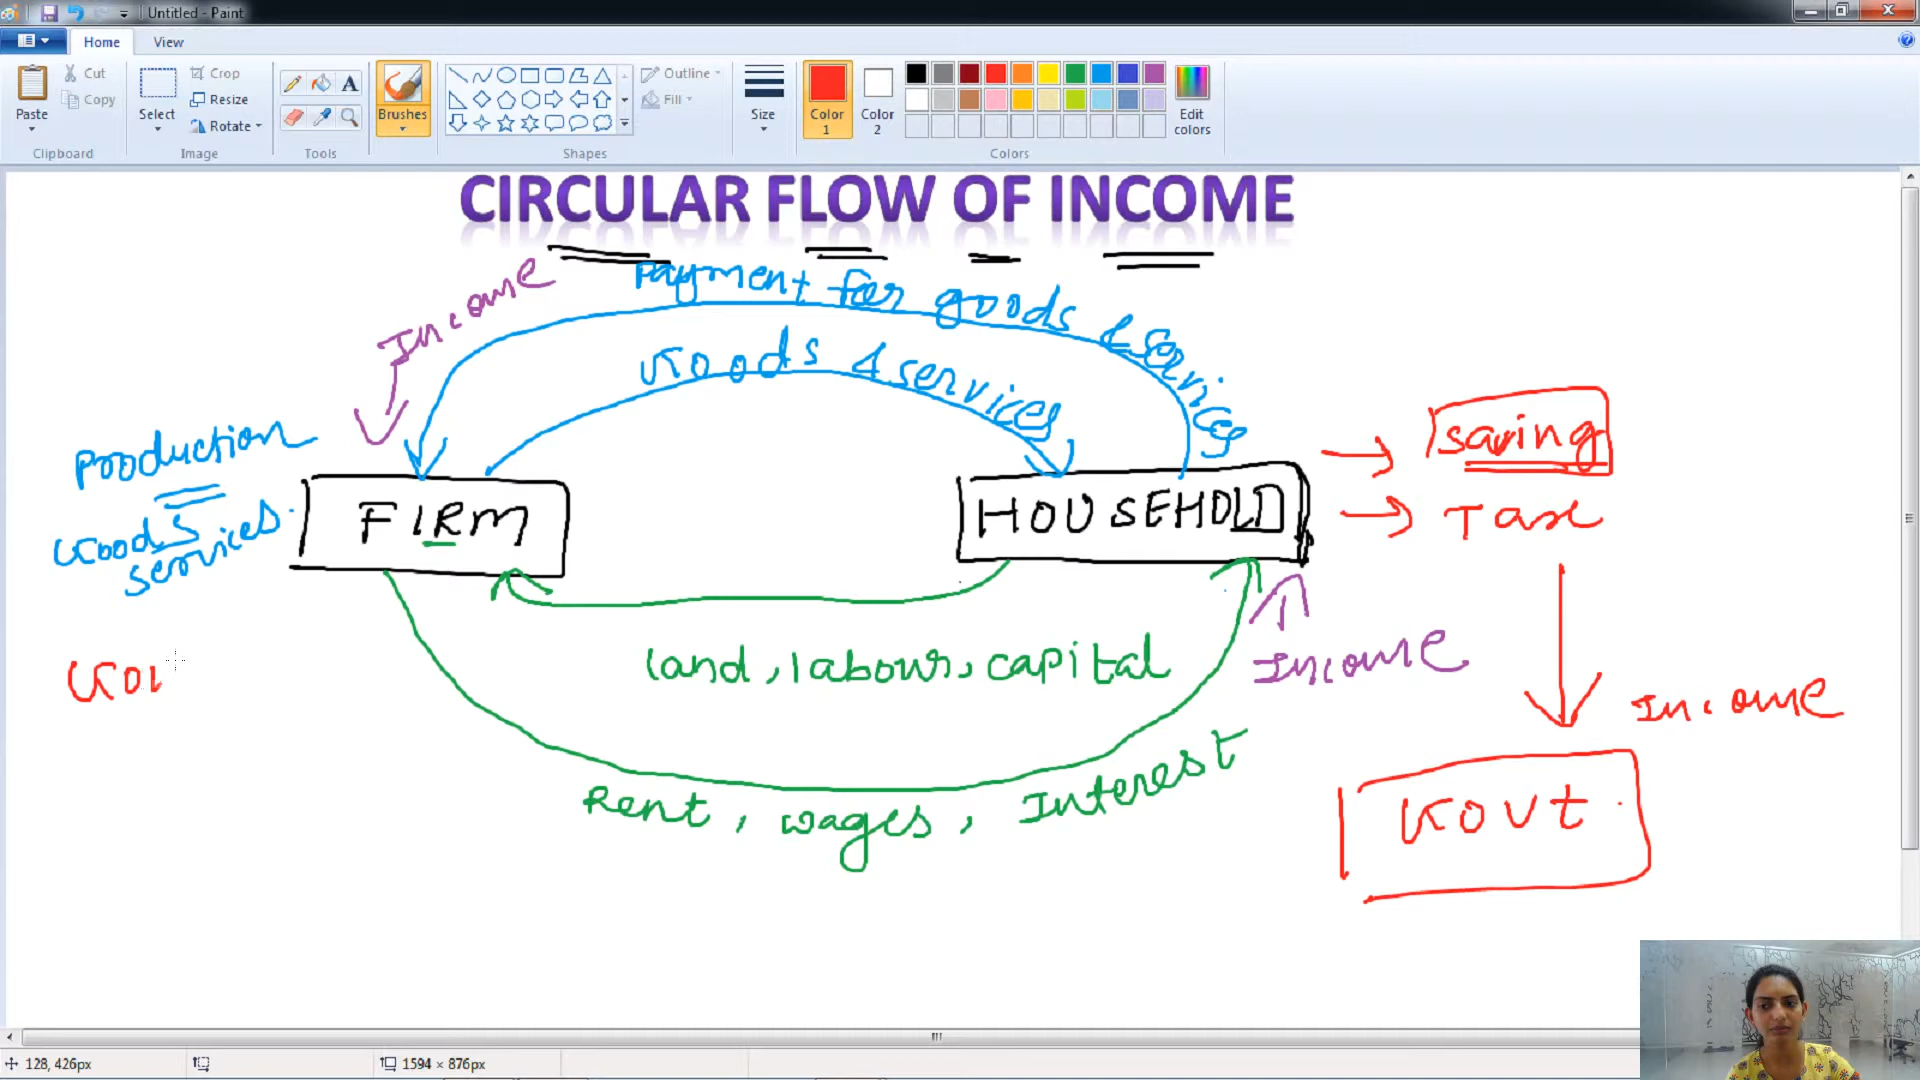 Untitled - Paint
Home View
Paste
Cut
Copy
Clipboard
Select
Crop
Resize
Rotate
Image
Tools
Brushes
Shapes
Outline
Fill
Size
Color 1
Color 2
Edit colors
Colors
CIRCULAR FLOW OF INCOME
Income
Payment for goods & services
Goods & services
Production
Goods
services
FIRM
HOUSEHOLD
saving
Tax
land, labour, capital
Income
Income
Gov
Rent, wages, Interest
Govt
128, 426px
1594 × 876px